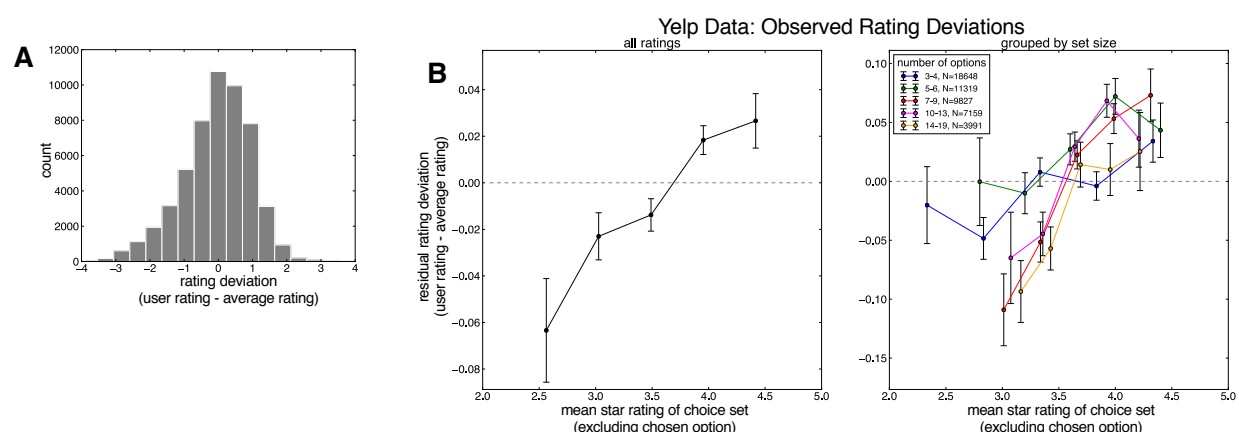 Yelp Data: Observed Rating Deviations
A
12000
10000
8000
6000
4000
2000
0
count
−4 −3 −2 −1 0 1 2 3 4
rating deviation
(user rating - average rating)
B
all ratings
0.04
0.02
0.00
−0.02
−0.04
−0.06
−0.08
residual rating deviation
(user rating - average rating)
2.0 2.5 3.0 3.5 4.0 4.5 5.0
mean star rating of choice set
(excluding chosen option)
grouped by set size
number of options
3-4, N=18648
5-6, N=11319
7-9, N=9827
10-13, N=7159
14-19, N=3991
0.10
0.05
0.00
−0.05
−0.10
−0.15
2.0 2.5 3.0 3.5 4.0 4.5 5.0
mean star rating of choice set
(excluding chosen option)